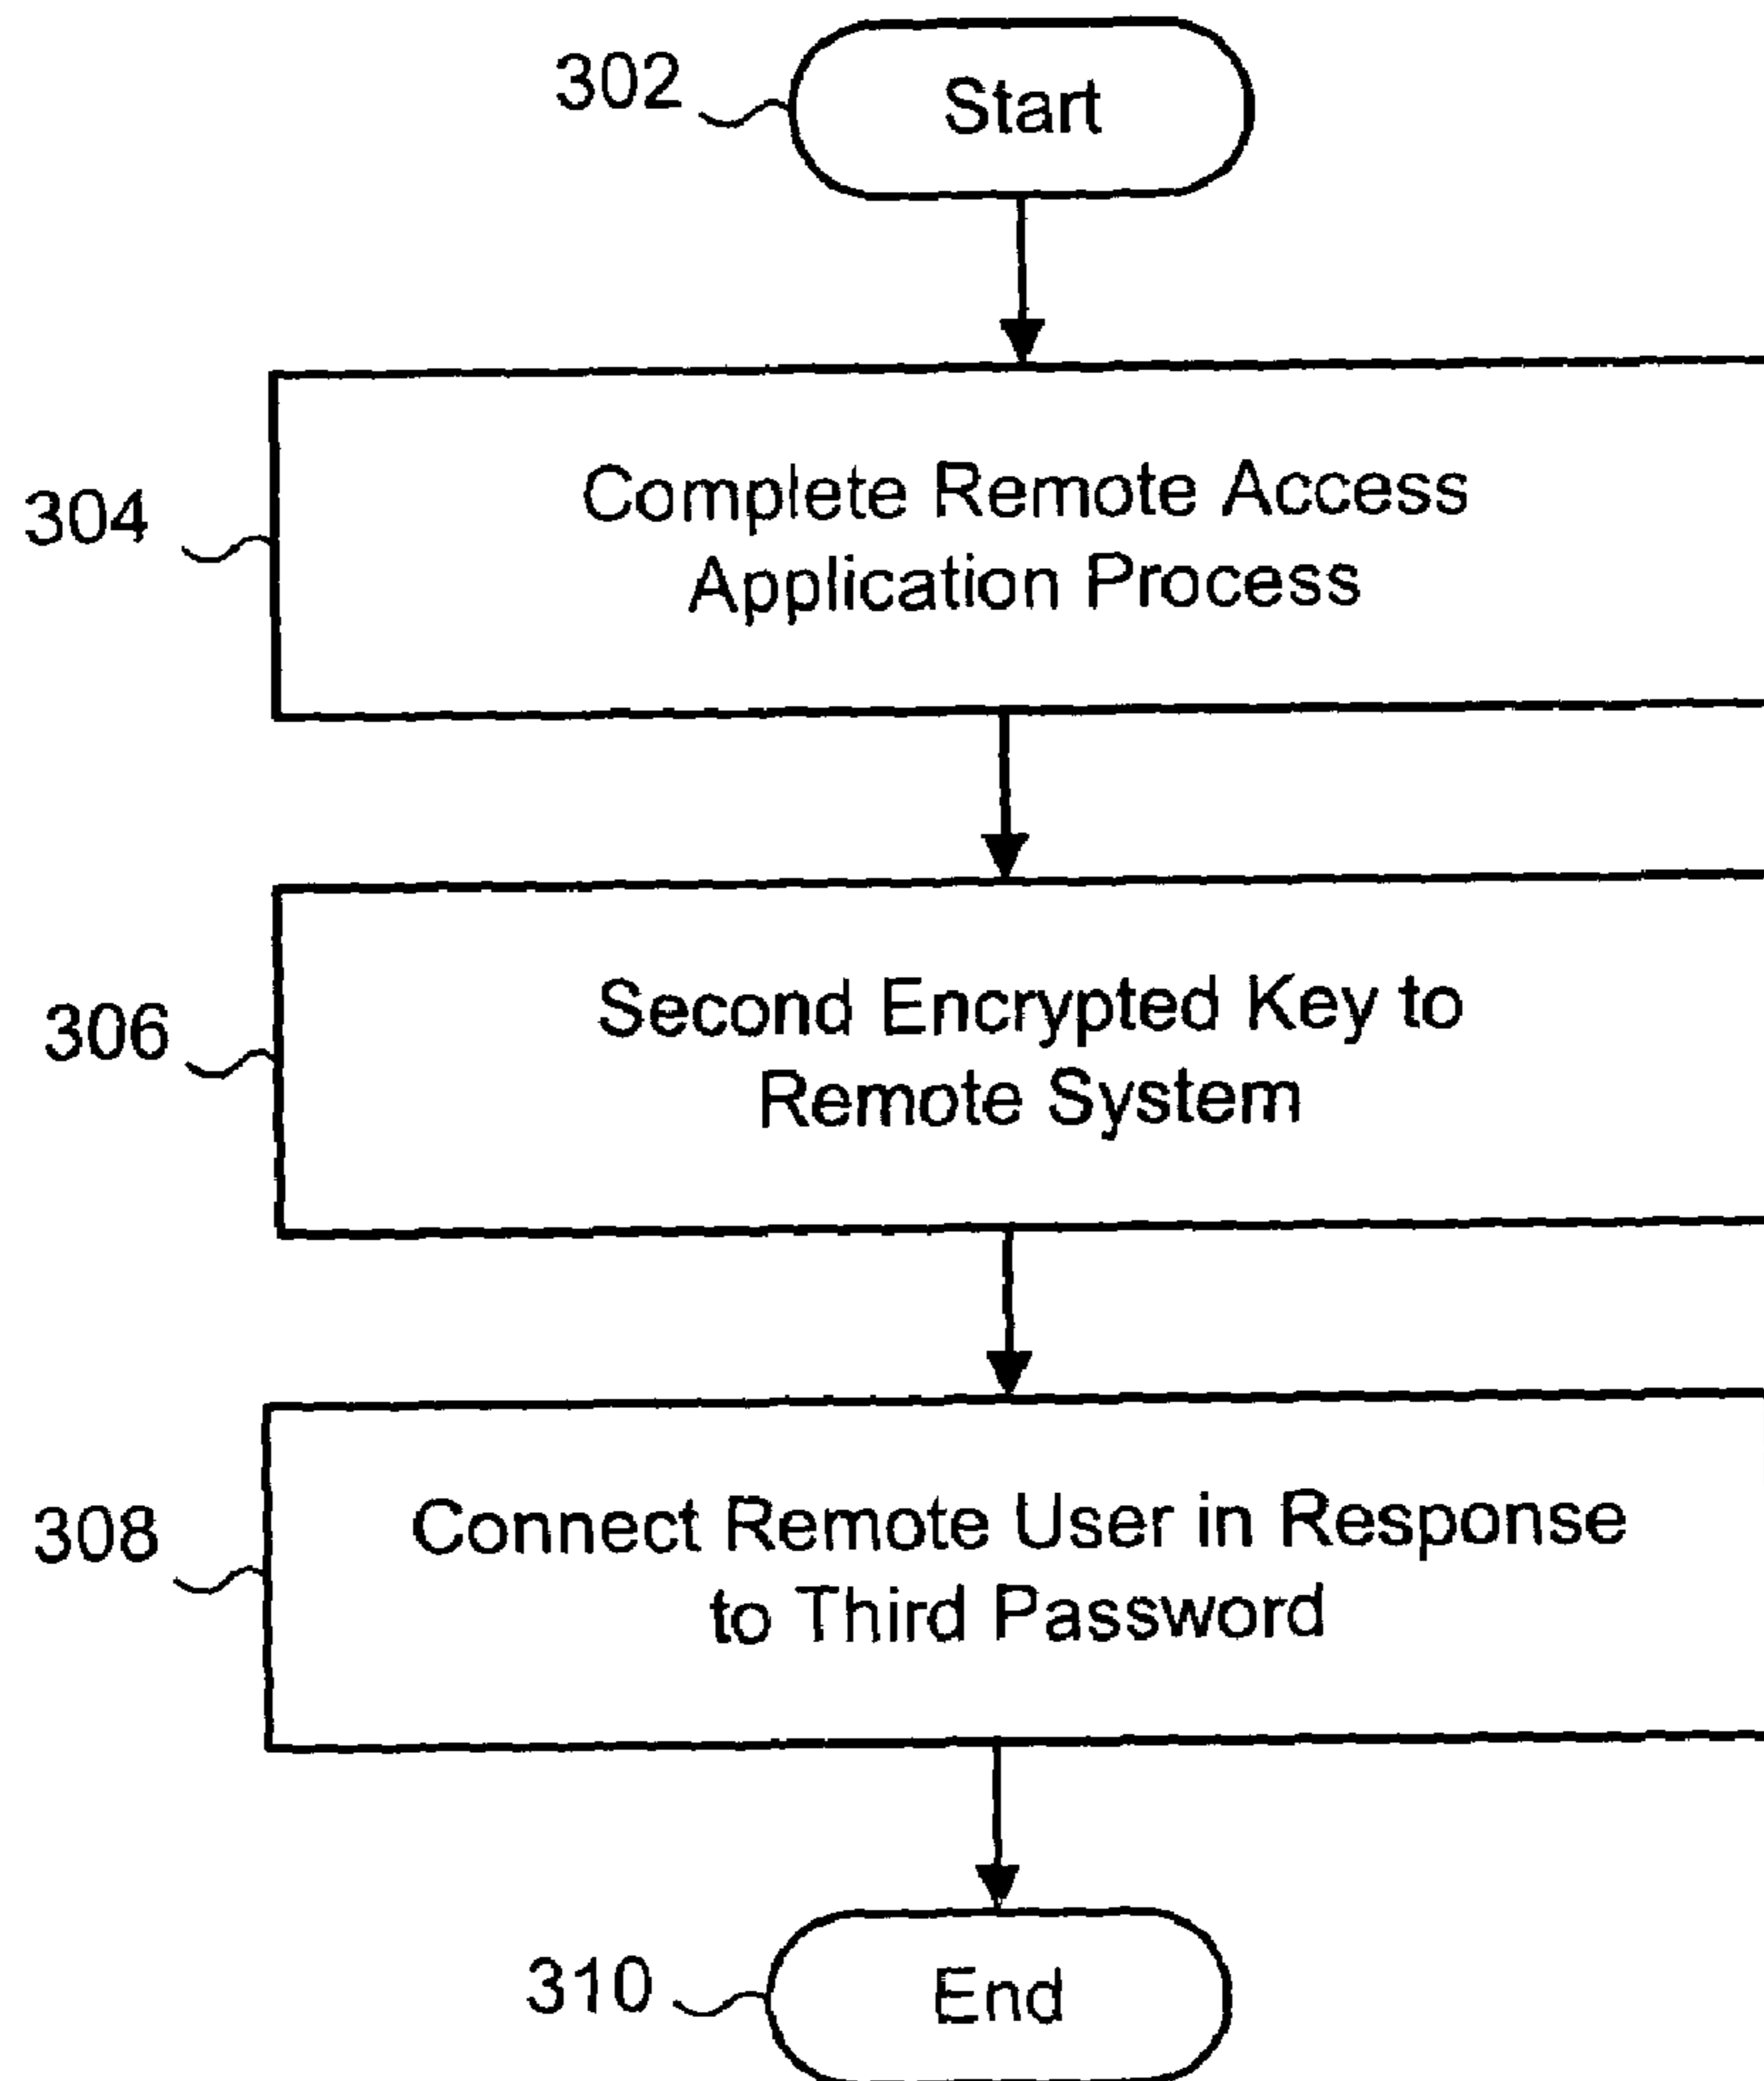 302
Start
304
Complete Remote Access
Application Process
306
Second Encrypted Key to
Remote System
308
Connect Remote User in Response
to Third Password
310
End